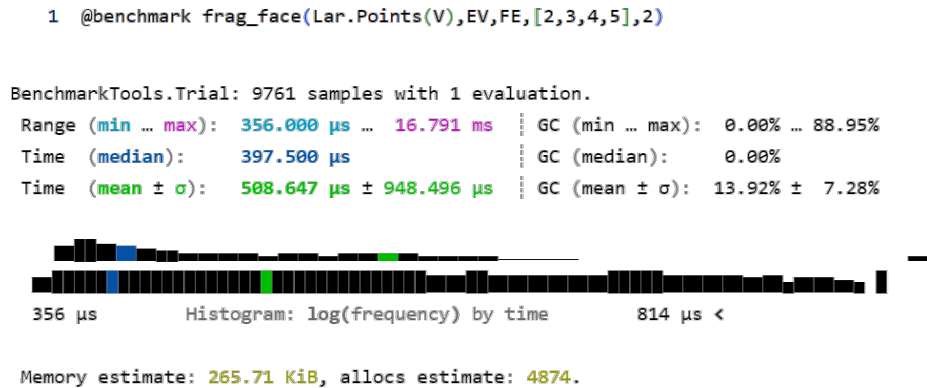 1 @benchmark frag_face(Lar.Points(V),EV,FE,[2,3,4,5],2)
BenchmarkTools.Trial: 9761 samples with 1 evaluation.
Range (min … max): 356.000 μs … 16.791 ms ┊ GC (min … max): 0.00% … 88.95%
Time (median): 397.500 μs ┊ GC (median): 0.00%
Time (mean ± σ): 508.647 μs ± 948.496 μs ┊ GC (mean ± σ): 13.92% ± 7.28%
356 μs Histogram: log(frequency) by time 814 μs <
Memory estimate: 265.71 KiB, allocs estimate: 4874.